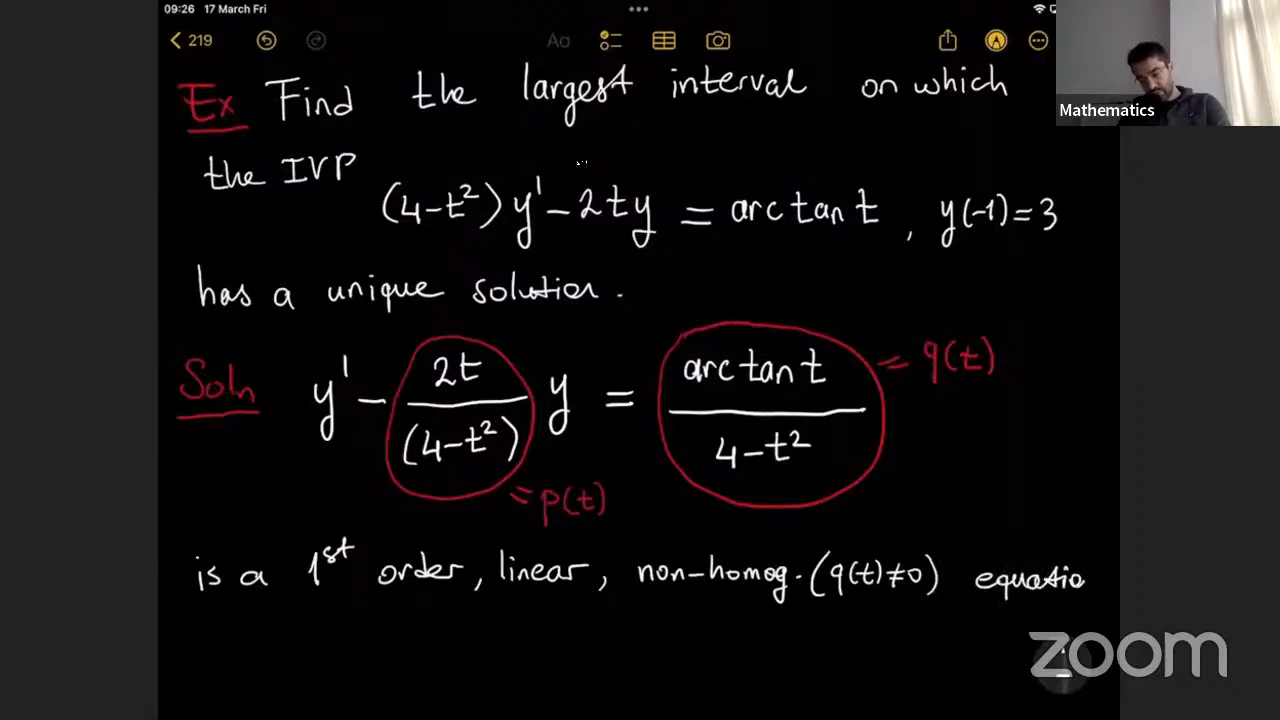 09:26 17 March Fri
219
Aa
Mathematics
Ex Find the largest interval on which
the IVP
(4-t²)y' - 2ty = arctan t, y(-1)=3
has a unique solution.
Soln y' - 2t/(4-t²) y = arctan t/4-t² = q(t)
= p(t)
is a 1st order, linear, non-homog. (q(t)≠0) equatio
zoom